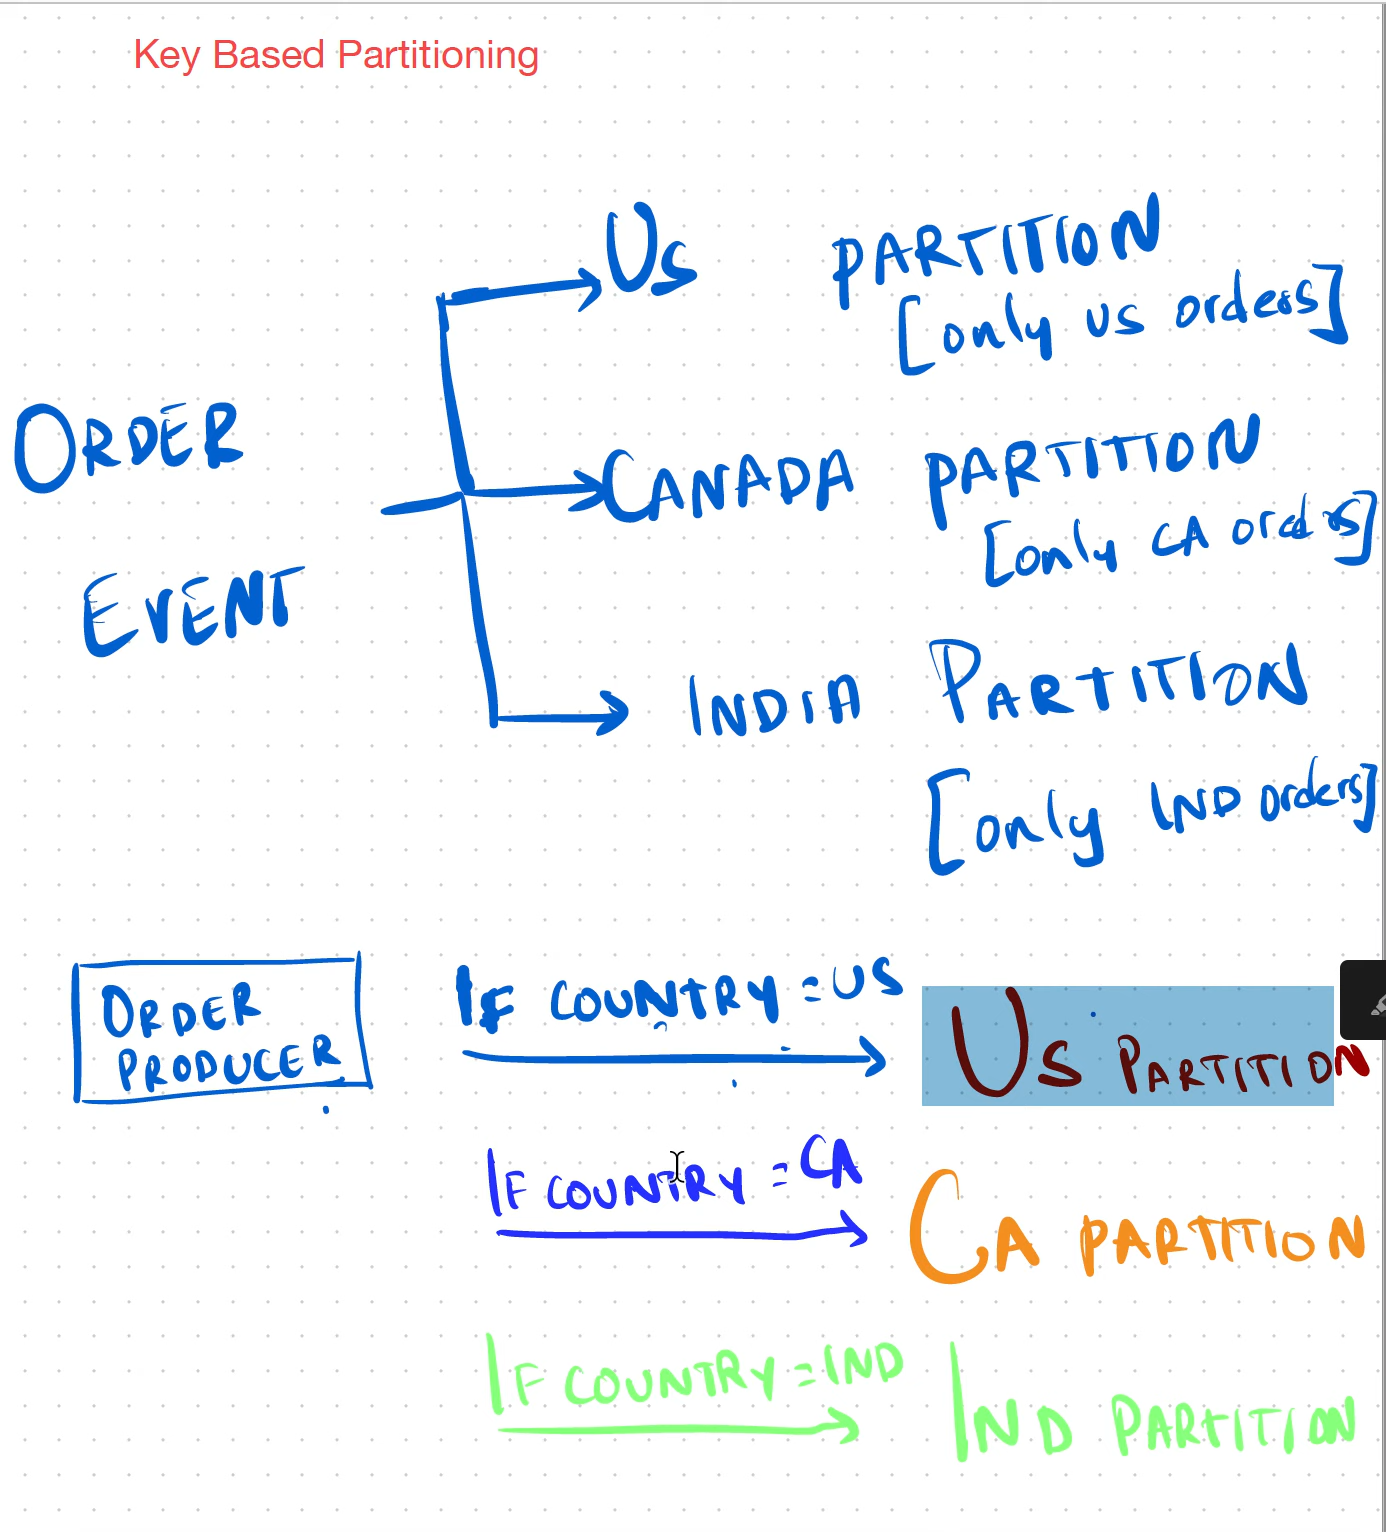 Key Based Partitioning
Us PARTITION
[only US orders]
ORDER
CANADA PARTITION
[only CA orders]
EVENT
INDIA PARTITION
[only IND orders]
ORDER
PRODUCER
IF COUNTRY = US
US PARTITION
IF COUNTRY = CA
CA PARTITION
IF COUNTRY = IND
IND PARTITION